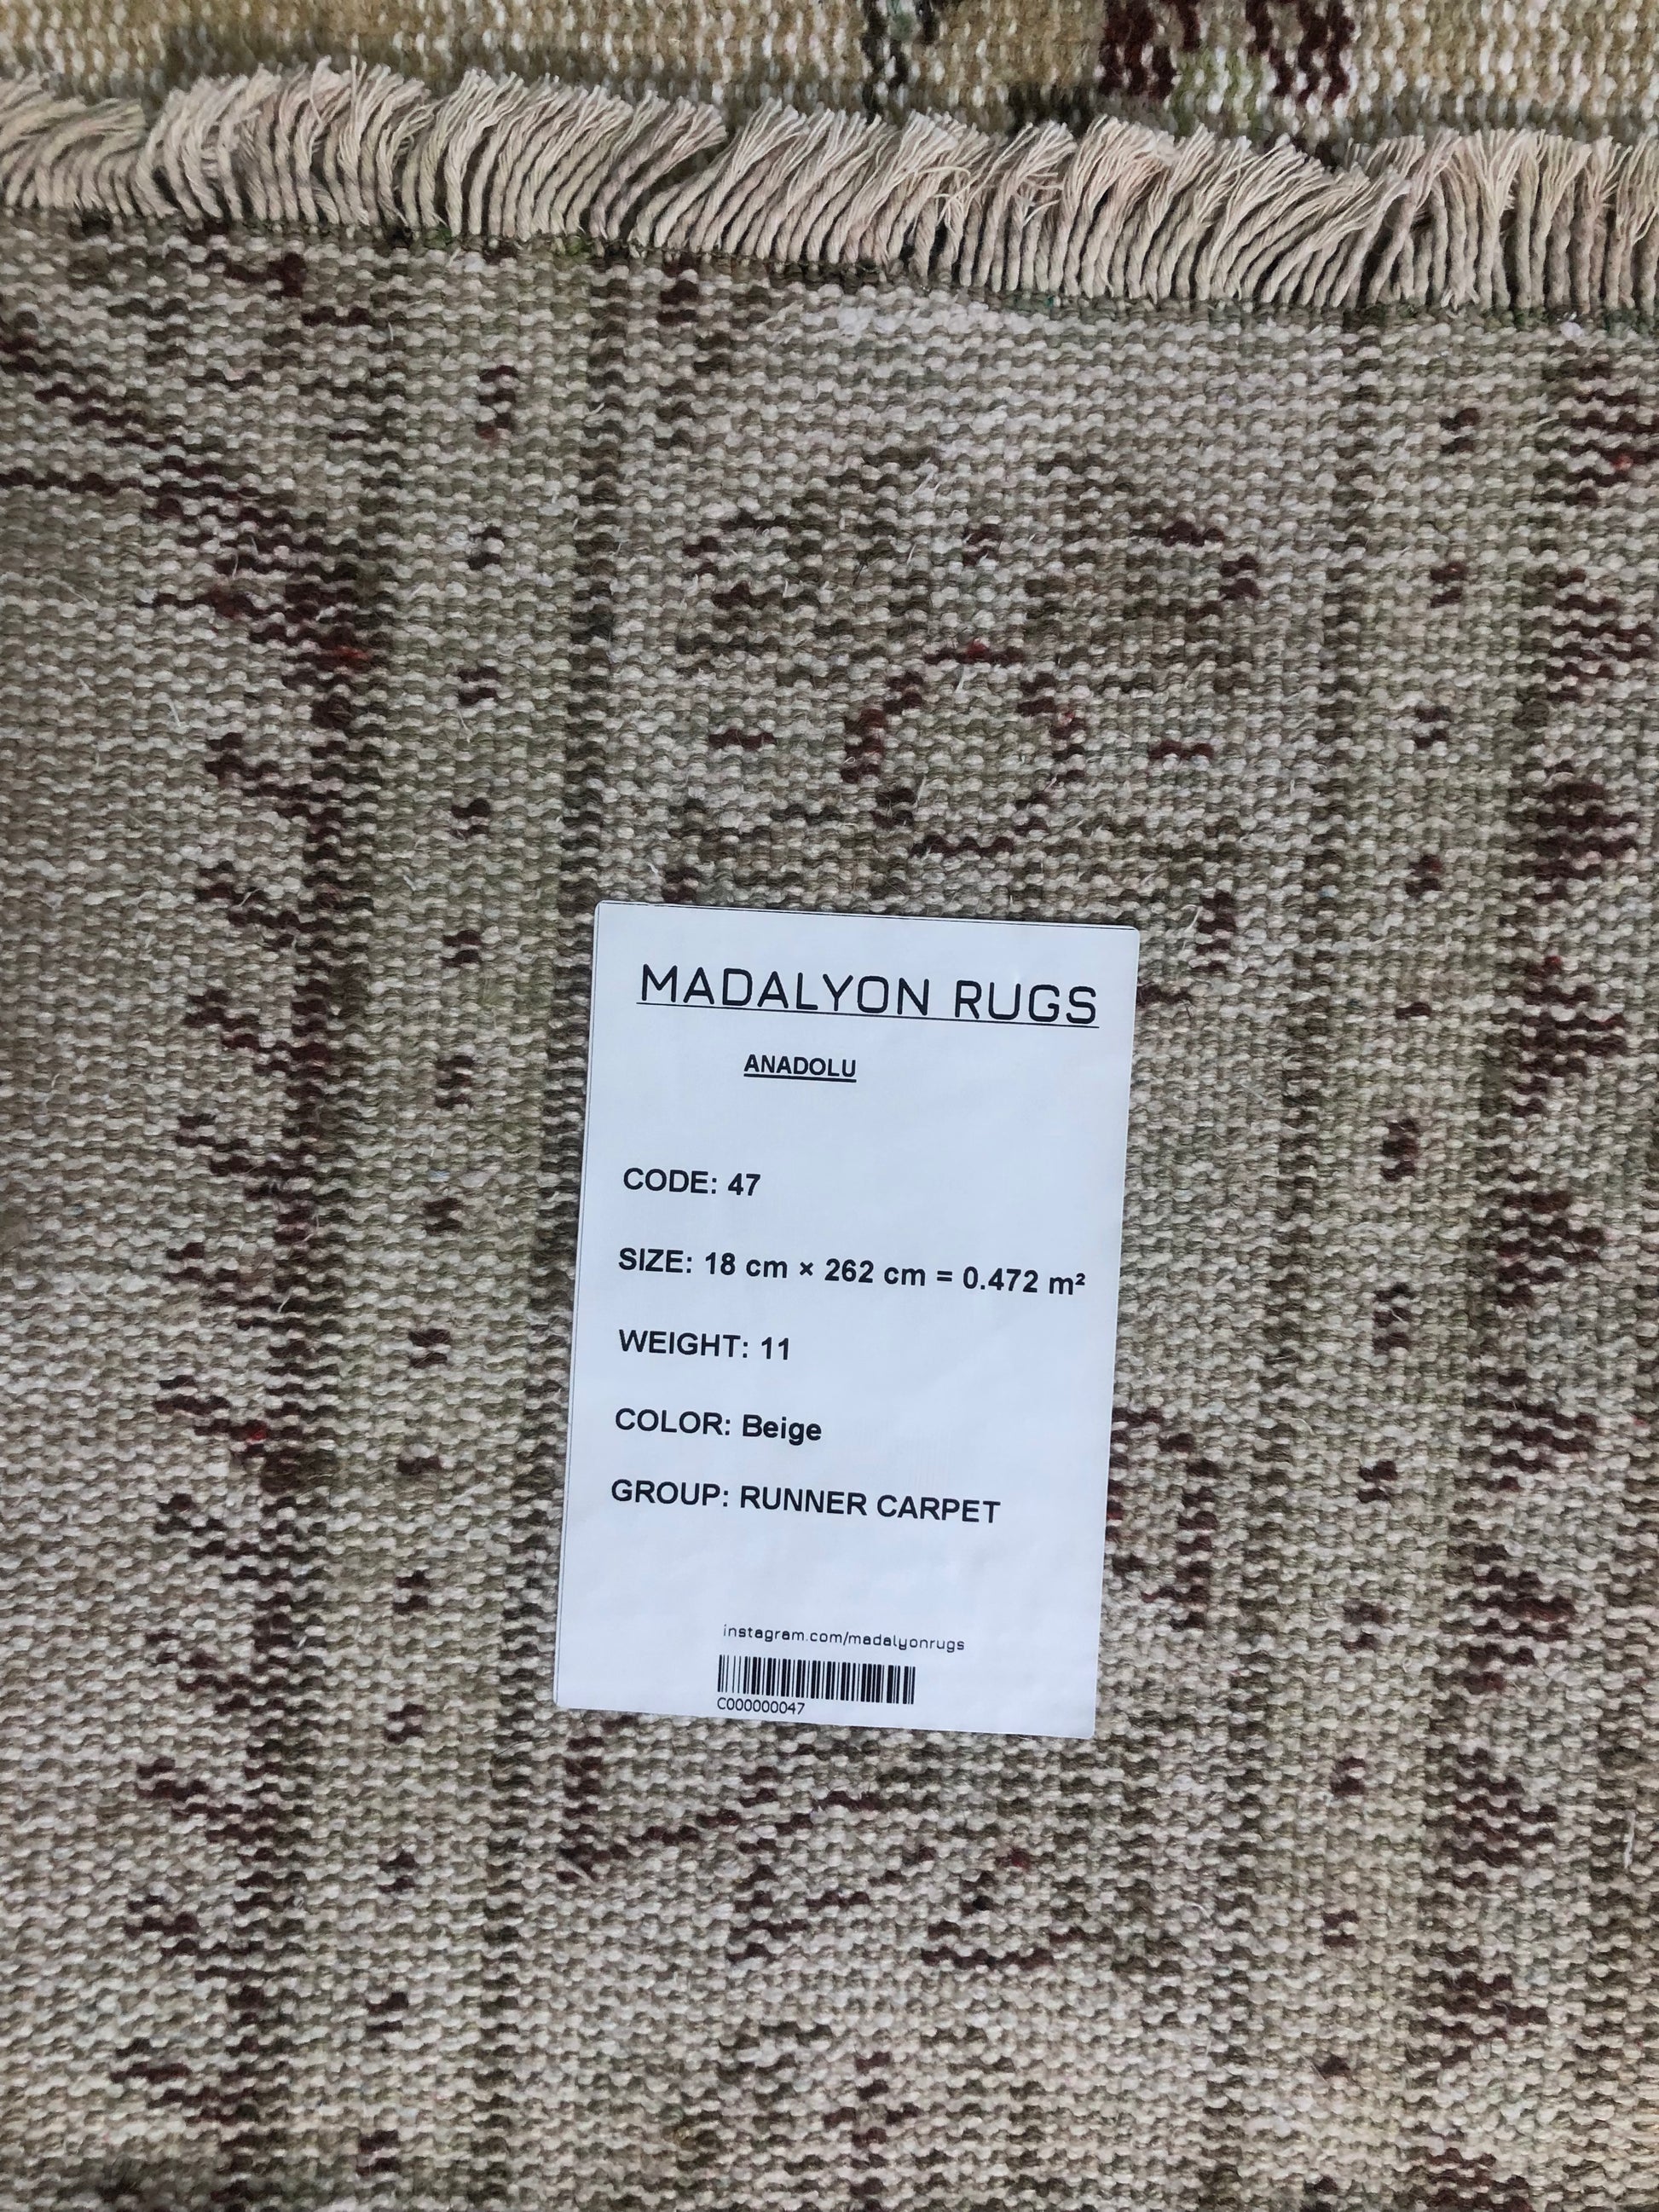 MADALYON RUGS
ANADOLU
CODE: 47
SIZE: 18 cm × 262 cm = 0.472 m²
WEIGHT: 11
COLOR: Beige
GROUP: RUNNER CARPET
instagram.com/madalyonrugs
C000000047